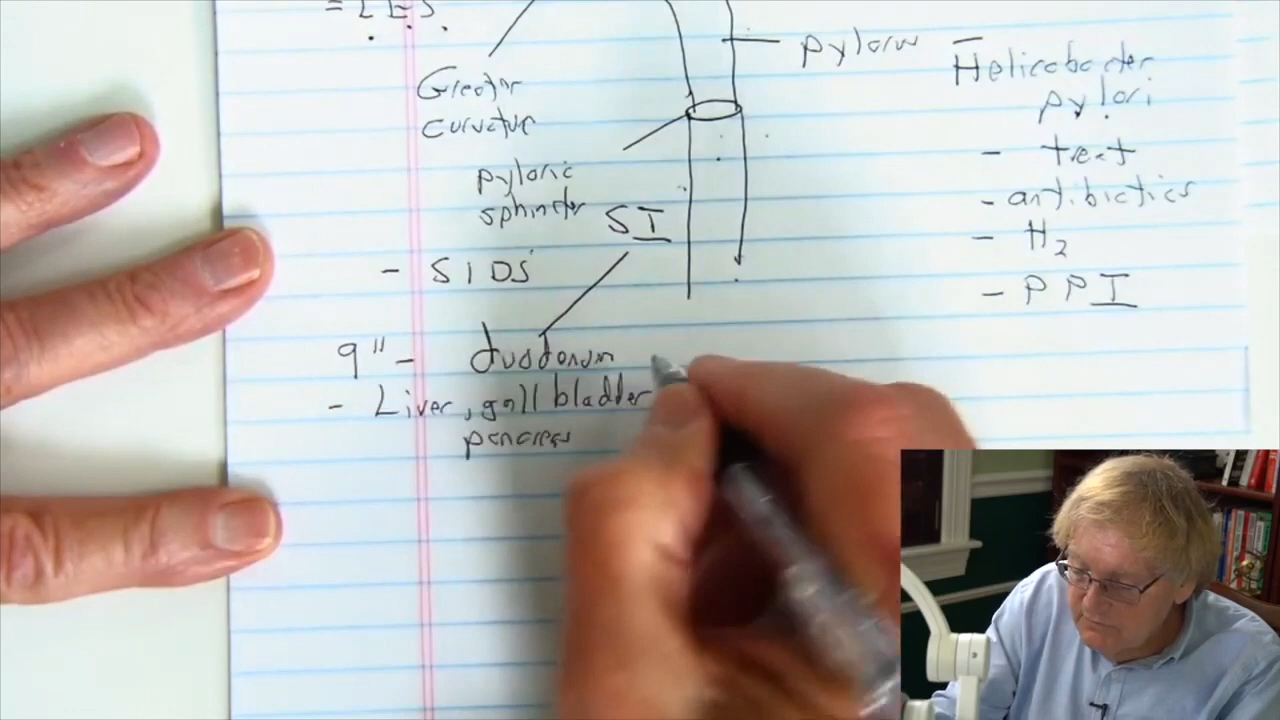 = LES
pylorus
Greater
curvature
Helicobacter
pylori
- treat
- antibiotics
- H2
- PPI
pyloric
sphincter
SI
- SIDS
9" - duodenum
- Liver, gall bladder
pancreas